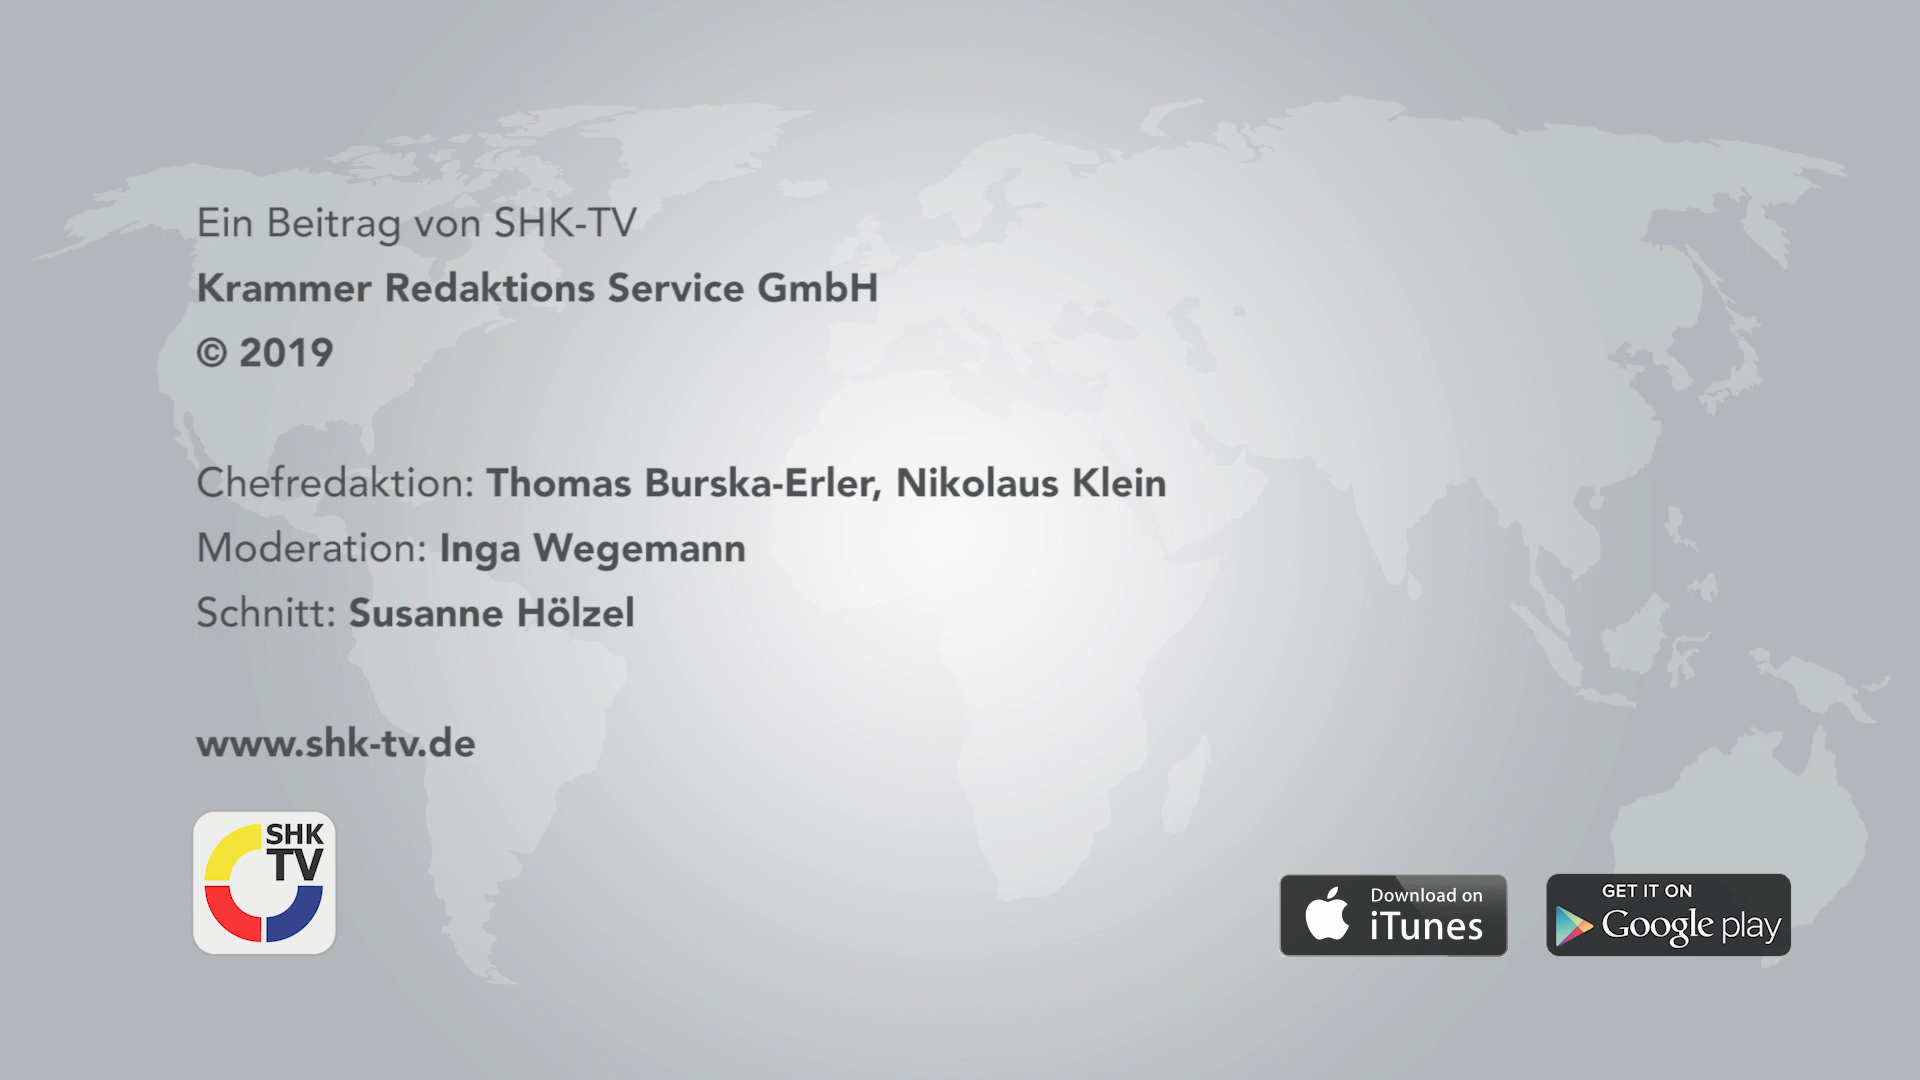 Ein Beitrag von SHK-TV
Krammer Redaktions Service GmbH
© 2019
Chefredaktion: Thomas Burska-Erler, Nikolaus Klein
Moderation: Inga Wegemann
Schnitt: Susanne Hölzel
www.shk-tv.de
SHK
TV
Download on
iTunes
GET IT ON
Google play